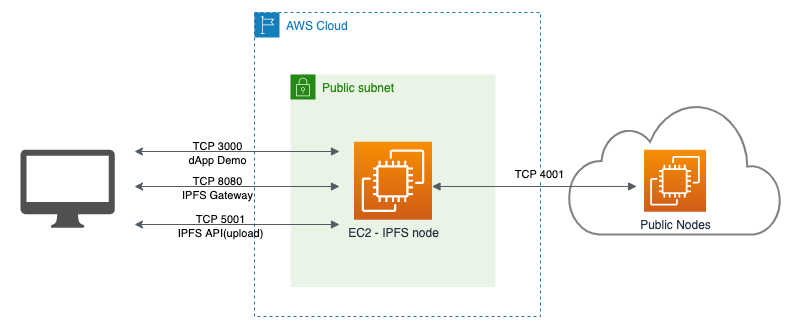 AWS Cloud
Public subnet
TCP 3000
dApp Demo
TCP 8080
IPFS Gateway
TCP 5001
IPFS API(upload)
EC2 - IPFS node
TCP 4001
Public Nodes